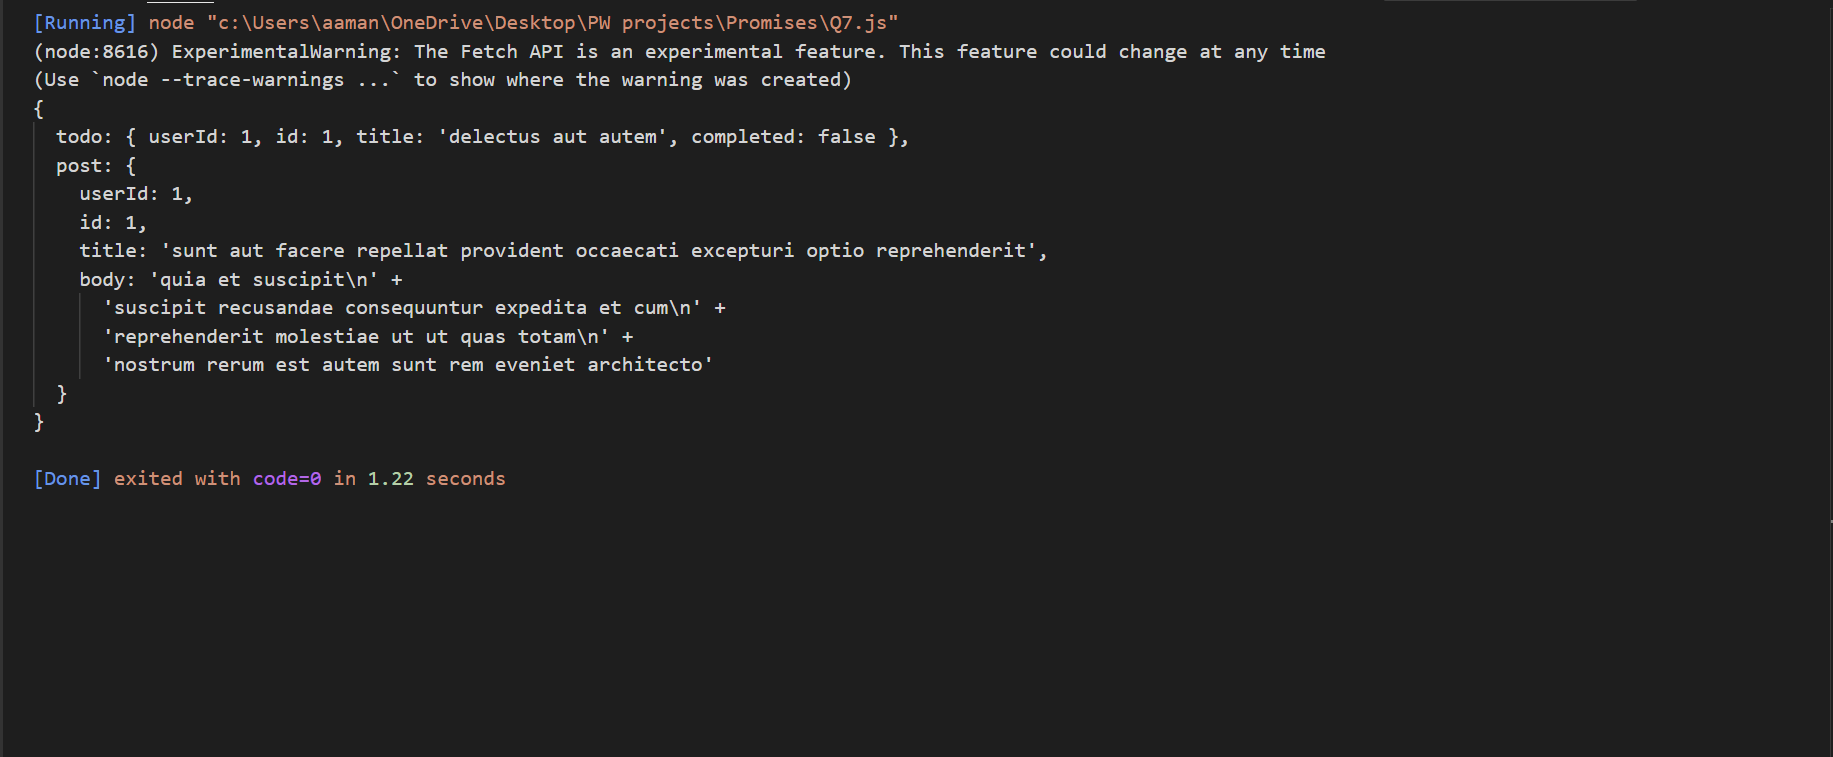 [Running] node "c:\Users\aaman\OneDrive\Desktop\PW projects\Promises\Q7.js"
(node:8616) ExperimentalWarning: The Fetch API is an experimental feature. This feature could change at any time
(Use `node --trace-warnings ...` to show where the warning was created)
{
  todo: { userId: 1, id: 1, title: 'delectus aut autem', completed: false },
  post: {
    userId: 1,
    id: 1,
    title: 'sunt aut facere repellat provident occaecati excepturi optio reprehenderit',
    body: 'quia et suscipit\n' +
      'suscipit recusandae consequuntur expedita et cum\n' +
      'reprehenderit molestiae ut ut quas totam\n' +
      'nostrum rerum est autem sunt rem eveniet architecto'
  }
}
[Done] exited with code=0 in 1.22 seconds